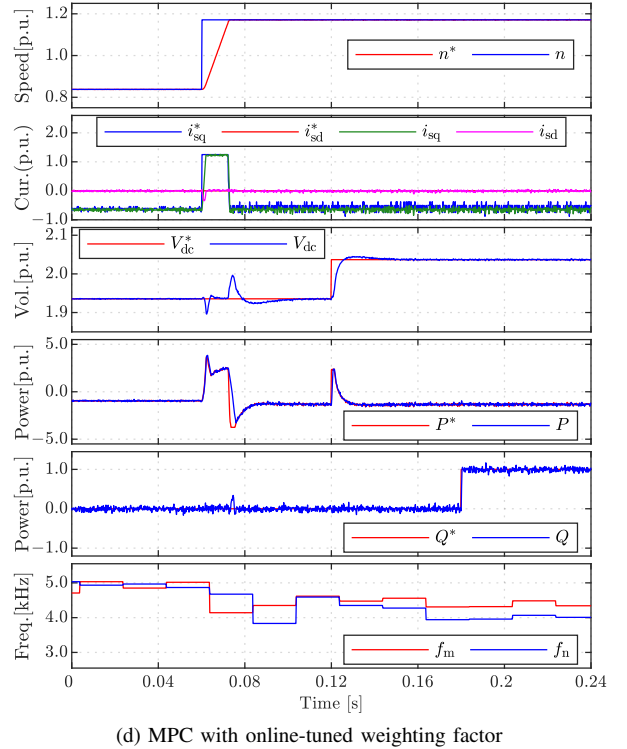 Speed[p.u.]
1.2
1.0
0.8
n* n
Cur.(p.u.)
2.0
1.0
0.0
−1.0
i*sq i*sd isq isd
Vol.[p.u.]
2.1
2.0
1.9
V*dc Vdc
Power[p.u.]
5.0
0.0
−5.0
P* P
Power[p.u.]
1.0
0.0
−1.0
Q* Q
Freq.[kHz]
5.0
4.0
3.0
fm fn
0 0.04 0.08 0.12 0.16 0.2 0.24
Time [s]
(d) MPC with online-tuned weighting factor